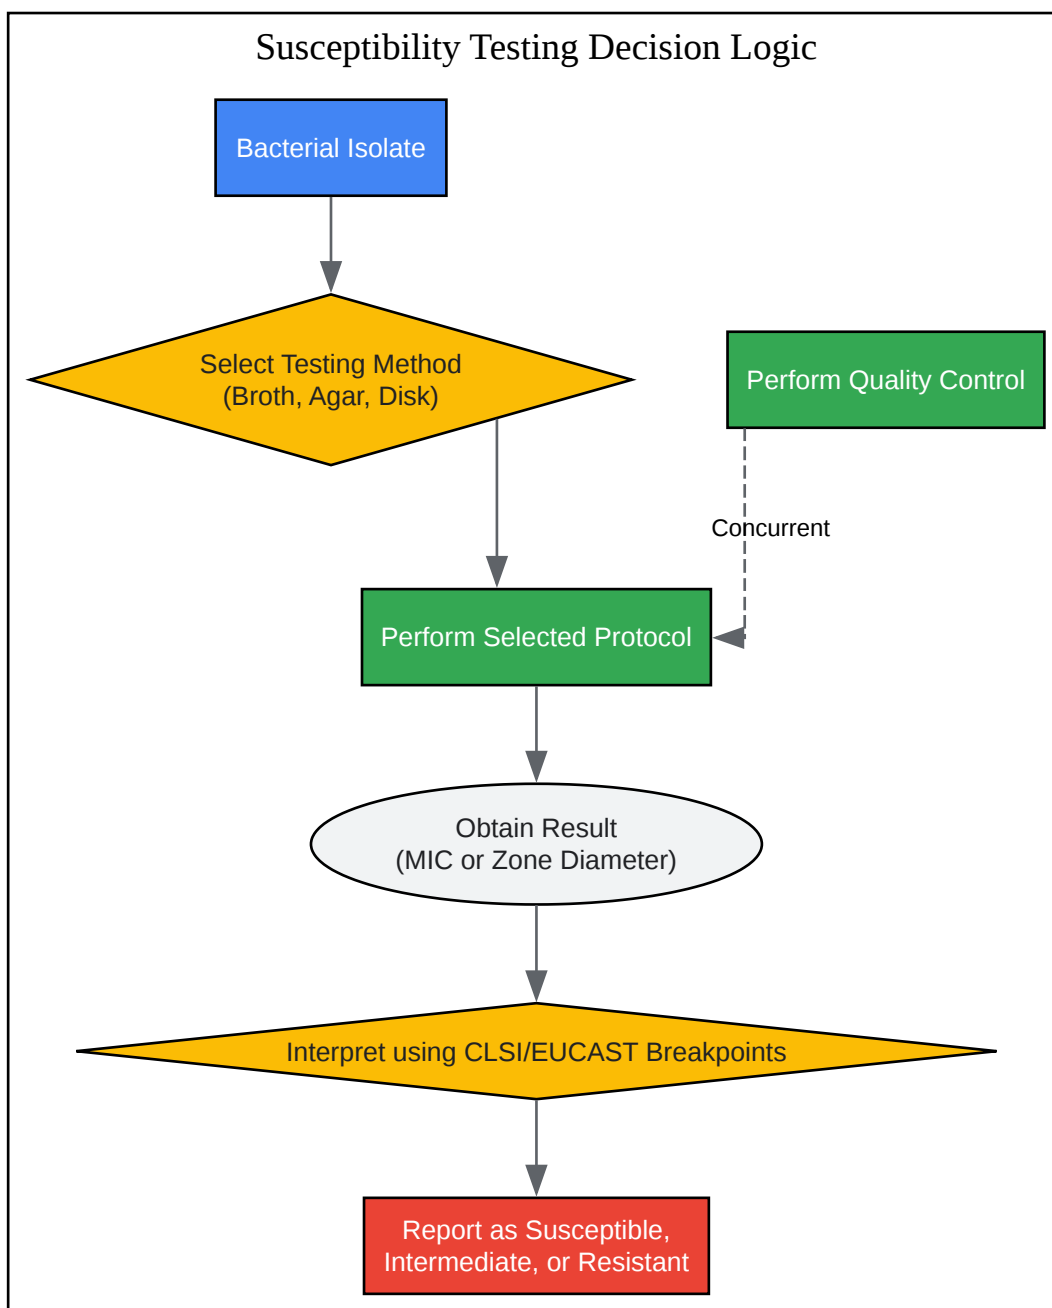 Susceptibility Testing Decision Logic
Bacterial Isolate
Select Testing Method
(Broth, Agar, Disk)
Perform Quality Control
Concurrent
Perform Selected Protocol
Obtain Result
(MIC or Zone Diameter)
Interpret using CLSI/EUCAST Breakpoints
Report as Susceptible,
Intermediate, or Resistant